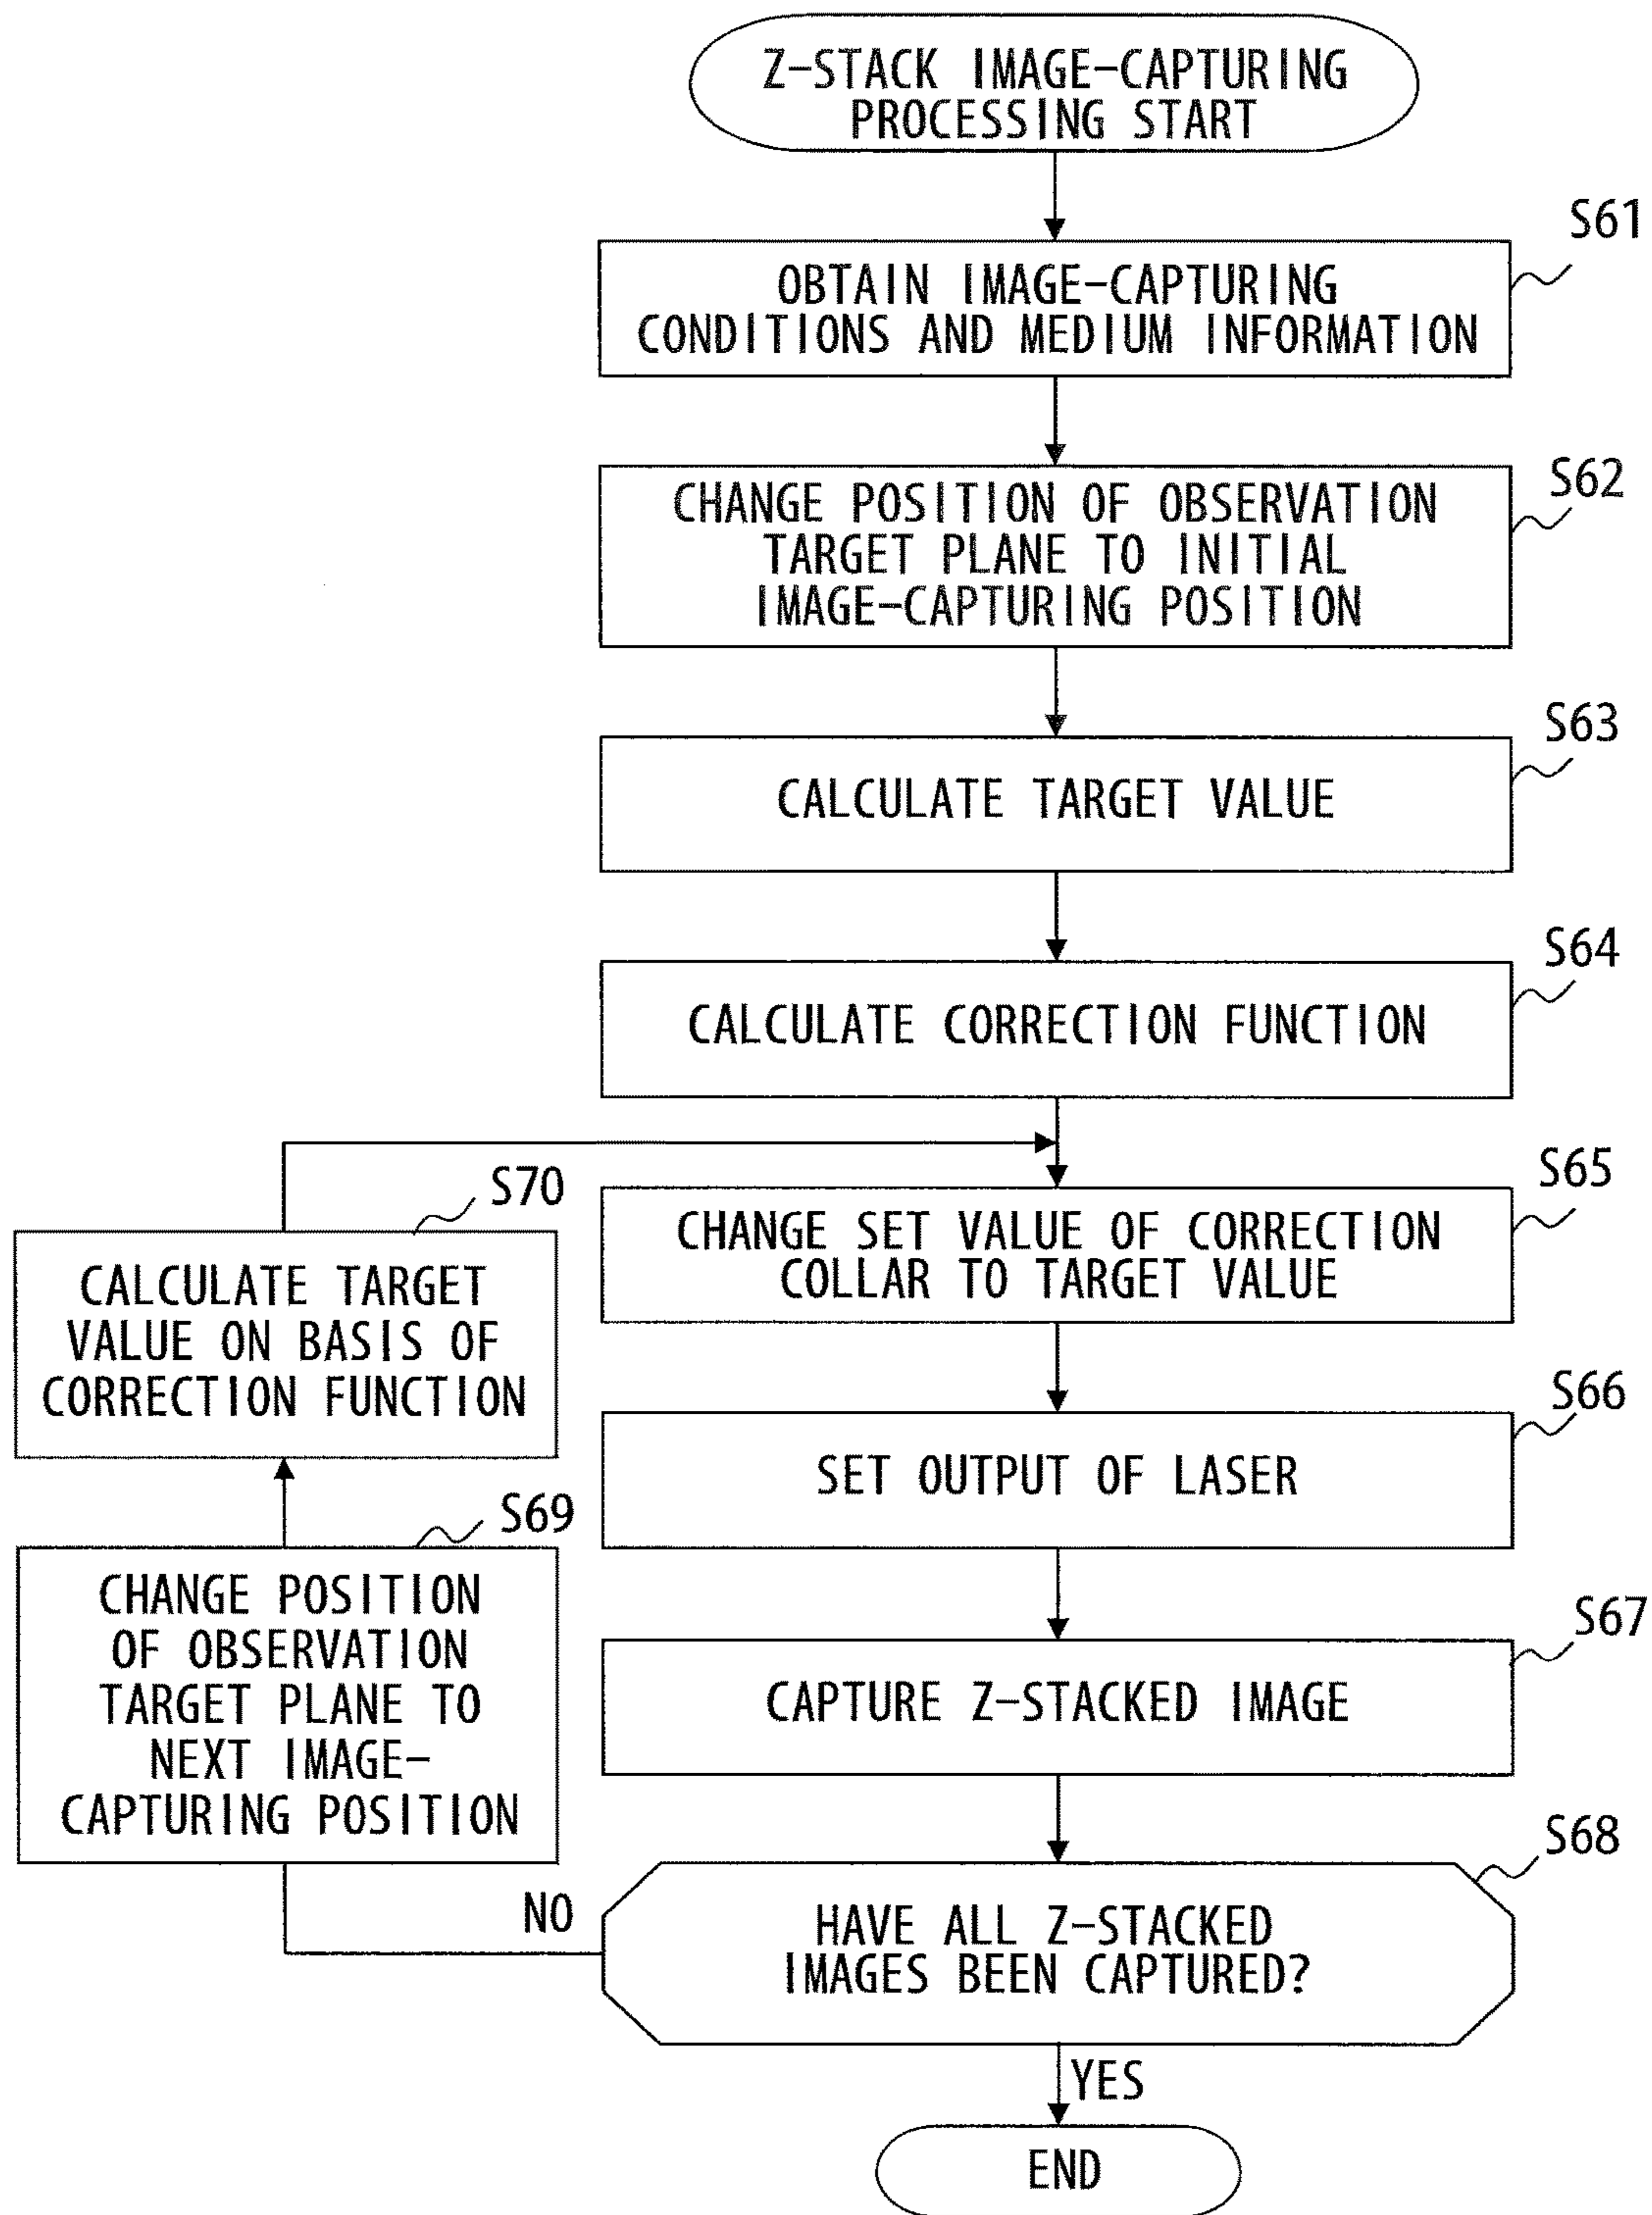 Z-STACK IMAGE-CAPTURING
PROCESSING START
S61
OBTAIN IMAGE-CAPTURING
CONDITIONS AND MEDIUM INFORMATION
S62
CHANGE POSITION OF OBSERVATION
TARGET PLANE TO INITIAL
IMAGE-CAPTURING POSITION
S63
CALCULATE TARGET VALUE
S64
CALCULATE CORRECTION FUNCTION
S65
CHANGE SET VALUE OF CORRECTION
COLLAR TO TARGET VALUE
S66
SET OUTPUT OF LASER
S67
CAPTURE Z-STACKED IMAGE
S68
HAVE ALL Z-STACKED
IMAGES BEEN CAPTURED?
NO
S69
CHANGE POSITION
OF OBSERVATION
TARGET PLANE TO
NEXT IMAGE-
CAPTURING POSITION
S70
CALCULATE TARGET
VALUE ON BASIS OF
CORRECTION FUNCTION
YES
END